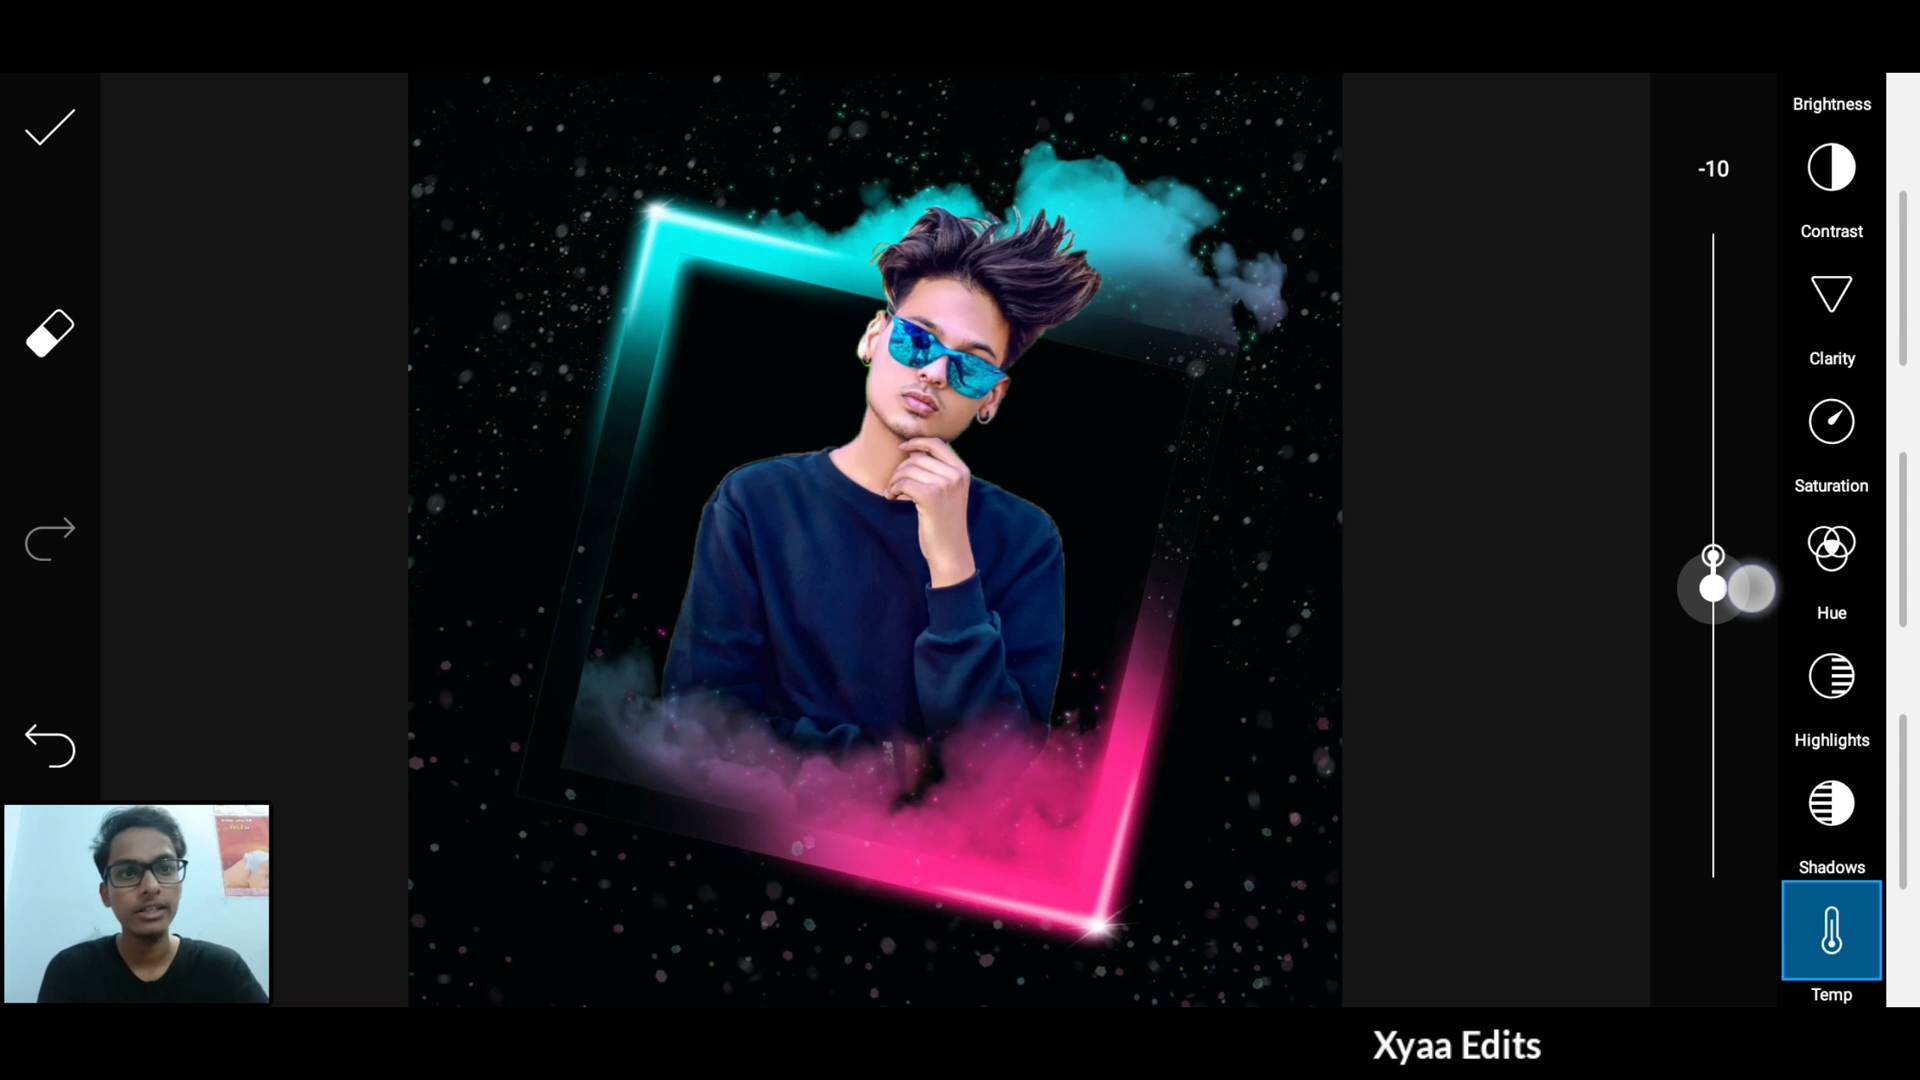 Brightness
-10
Contrast
Clarity
Saturation
Hue
Highlights
Shadows
Temp
Xyaa Edits